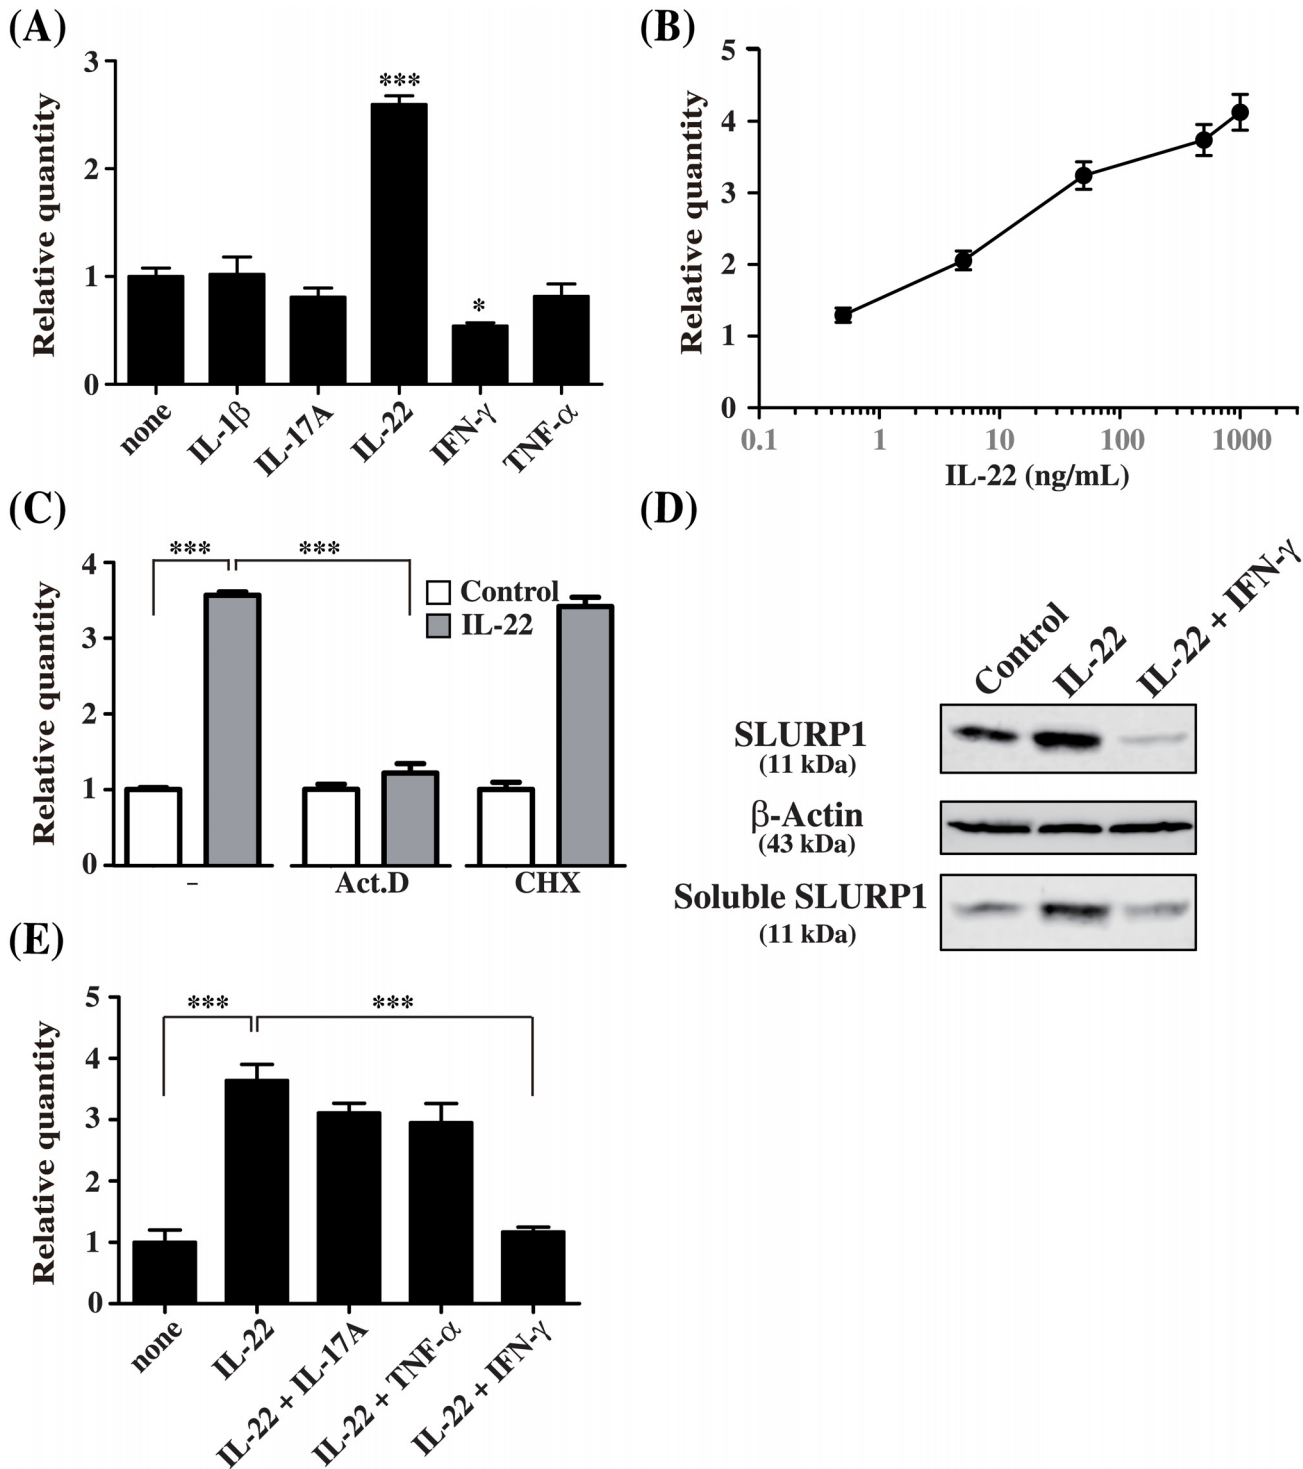 (A)
Relative quantity
3
2
1
0
***
*
none
IL-1β
IL-17A
IL-22
IFN-γ
TNF-α
(B)
Relative quantity
5
4
3
2
1
0
0.1 1 10 100 1000
IL-22 (ng/mL)
(C)
Relative quantity
4
3
2
1
0
*** ***
Control
IL-22
– Act.D CHX
(D)
Control
IL-22
IL-22 + IFN-γ
SLURP1
(11 kDa)
β-Actin
(43 kDa)
Soluble SLURP1
(11 kDa)
(E)
Relative quantity
5
4
3
2
1
0
*** ***
none
IL-22
IL-22 + IL-17A
IL-22 + TNF-α
IL-22 + IFN-γ